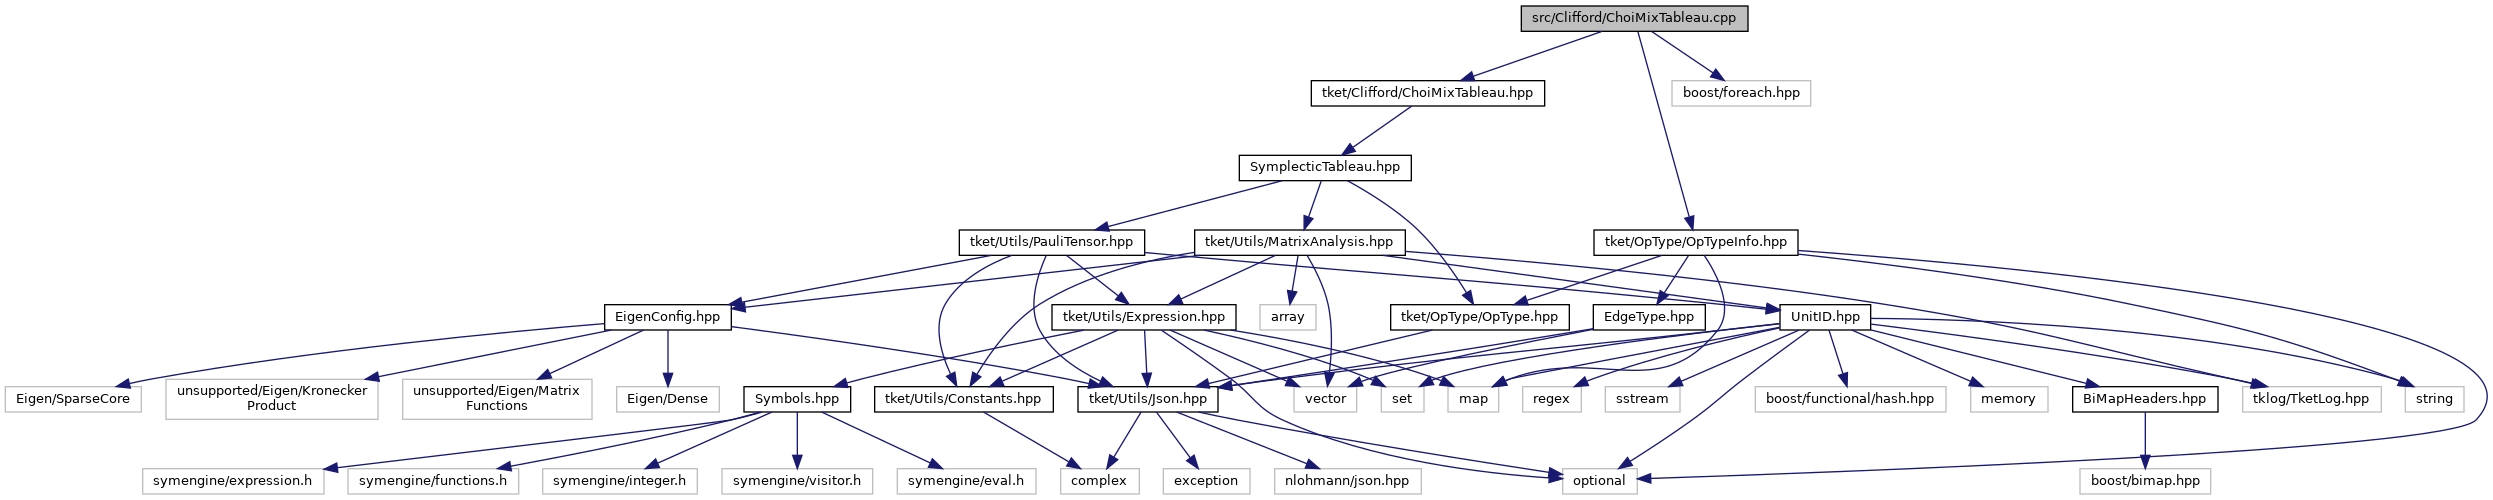 src/Clifford/ChoiMixTableau.cpp
tket/Clifford/ChoiMixTableau.hpp
boost/foreach.hpp
SymplecticTableau.hpp
tket/Utils/PauliTensor.hpp
tket/Utils/MatrixAnalysis.hpp
tket/OpType/OpTypeInfo.hpp
EigenConfig.hpp
tket/Utils/Expression.hpp
array
tket/OpType/OpType.hpp
EdgeType.hpp
UnitID.hpp
Eigen/SparseCore
unsupported/Eigen/Kronecker
Product
unsupported/Eigen/Matrix
Functions
Eigen/Dense
Symbols.hpp
tket/Utils/Constants.hpp
tket/Utils/Json.hpp
vector
set
map
regex
sstream
boost/functional/hash.hpp
memory
BiMapHeaders.hpp
tklog/TketLog.hpp
string
symengine/expression.h
symengine/functions.h
symengine/integer.h
symengine/visitor.h
symengine/eval.h
complex
exception
nlohmann/json.hpp
optional
boost/bimap.hpp